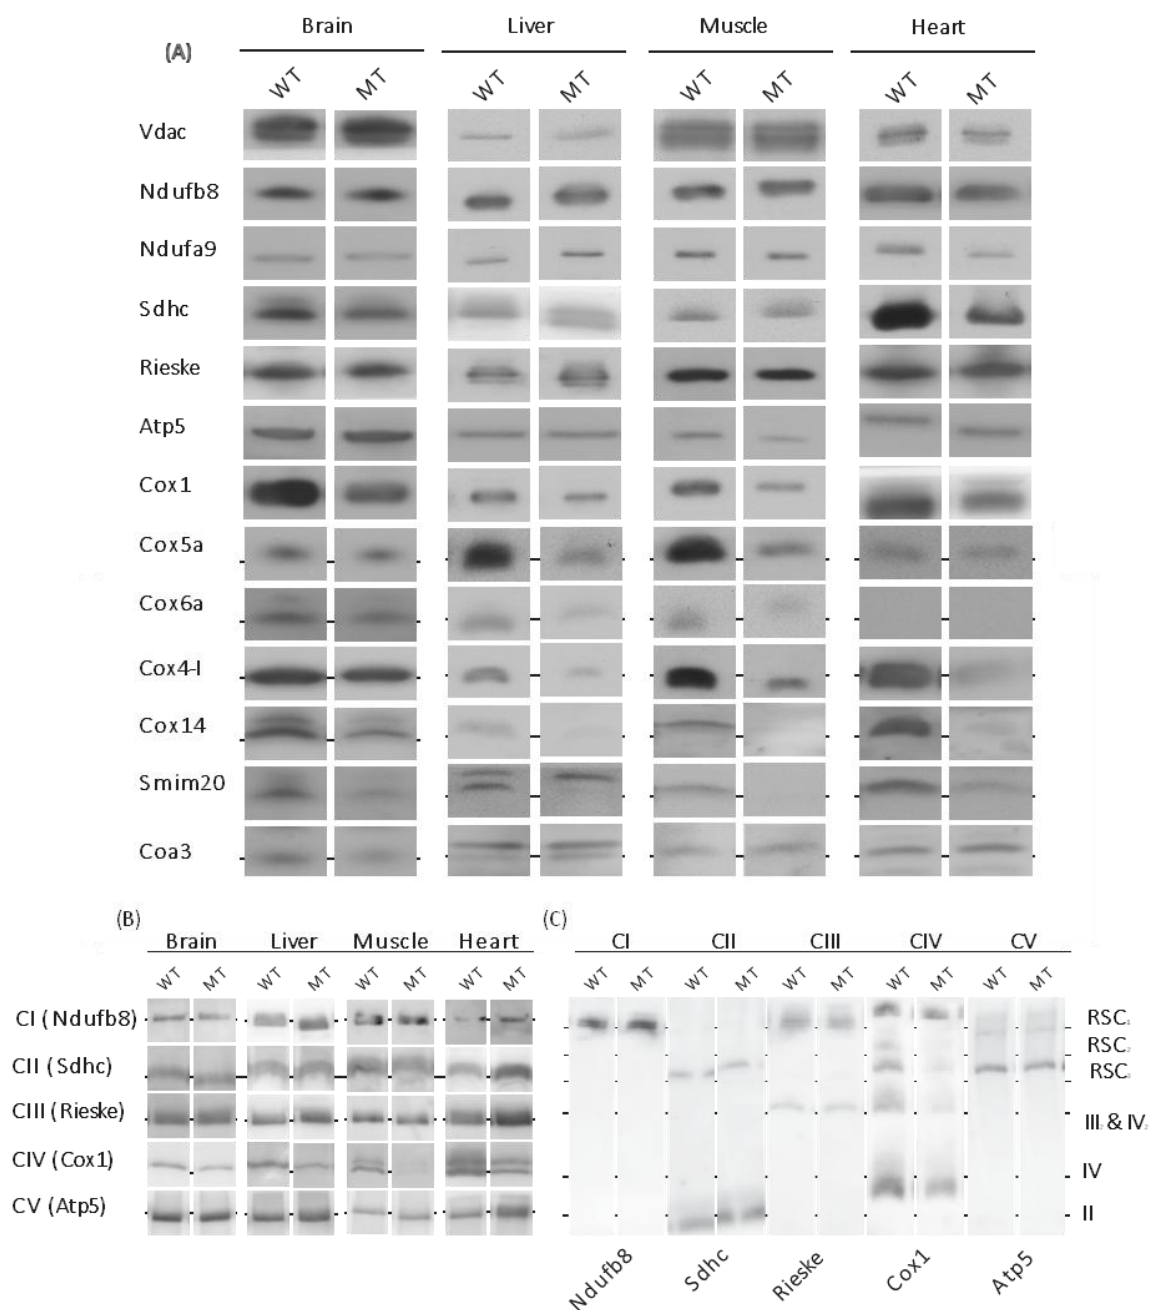 (A)
Brain Liver Muscle Heart
WT MT WT MT WT MT WT MT
Vdac
Ndufb8
Ndufa9
Sdhc
Rieske
Atp5
Cox1
Cox5a
Cox6a
Cox4-I
Cox14
Smim20
Coa3
(B)
Brain Liver Muscle Heart
WT MT WT MT WT MT WT MT
CI (Ndufb8)
CII (Sdhc)
CIII (Rieske)
CIV (Cox1)
CV (Atp5)
(C)
CI CII CIII CIV CV
WT MT WT MT WT MT WT MT WT MT
RSC
RSC
RSC
III & IV
IV
II
Ndufb8 Sdhc Rieske Cox1 Atp5